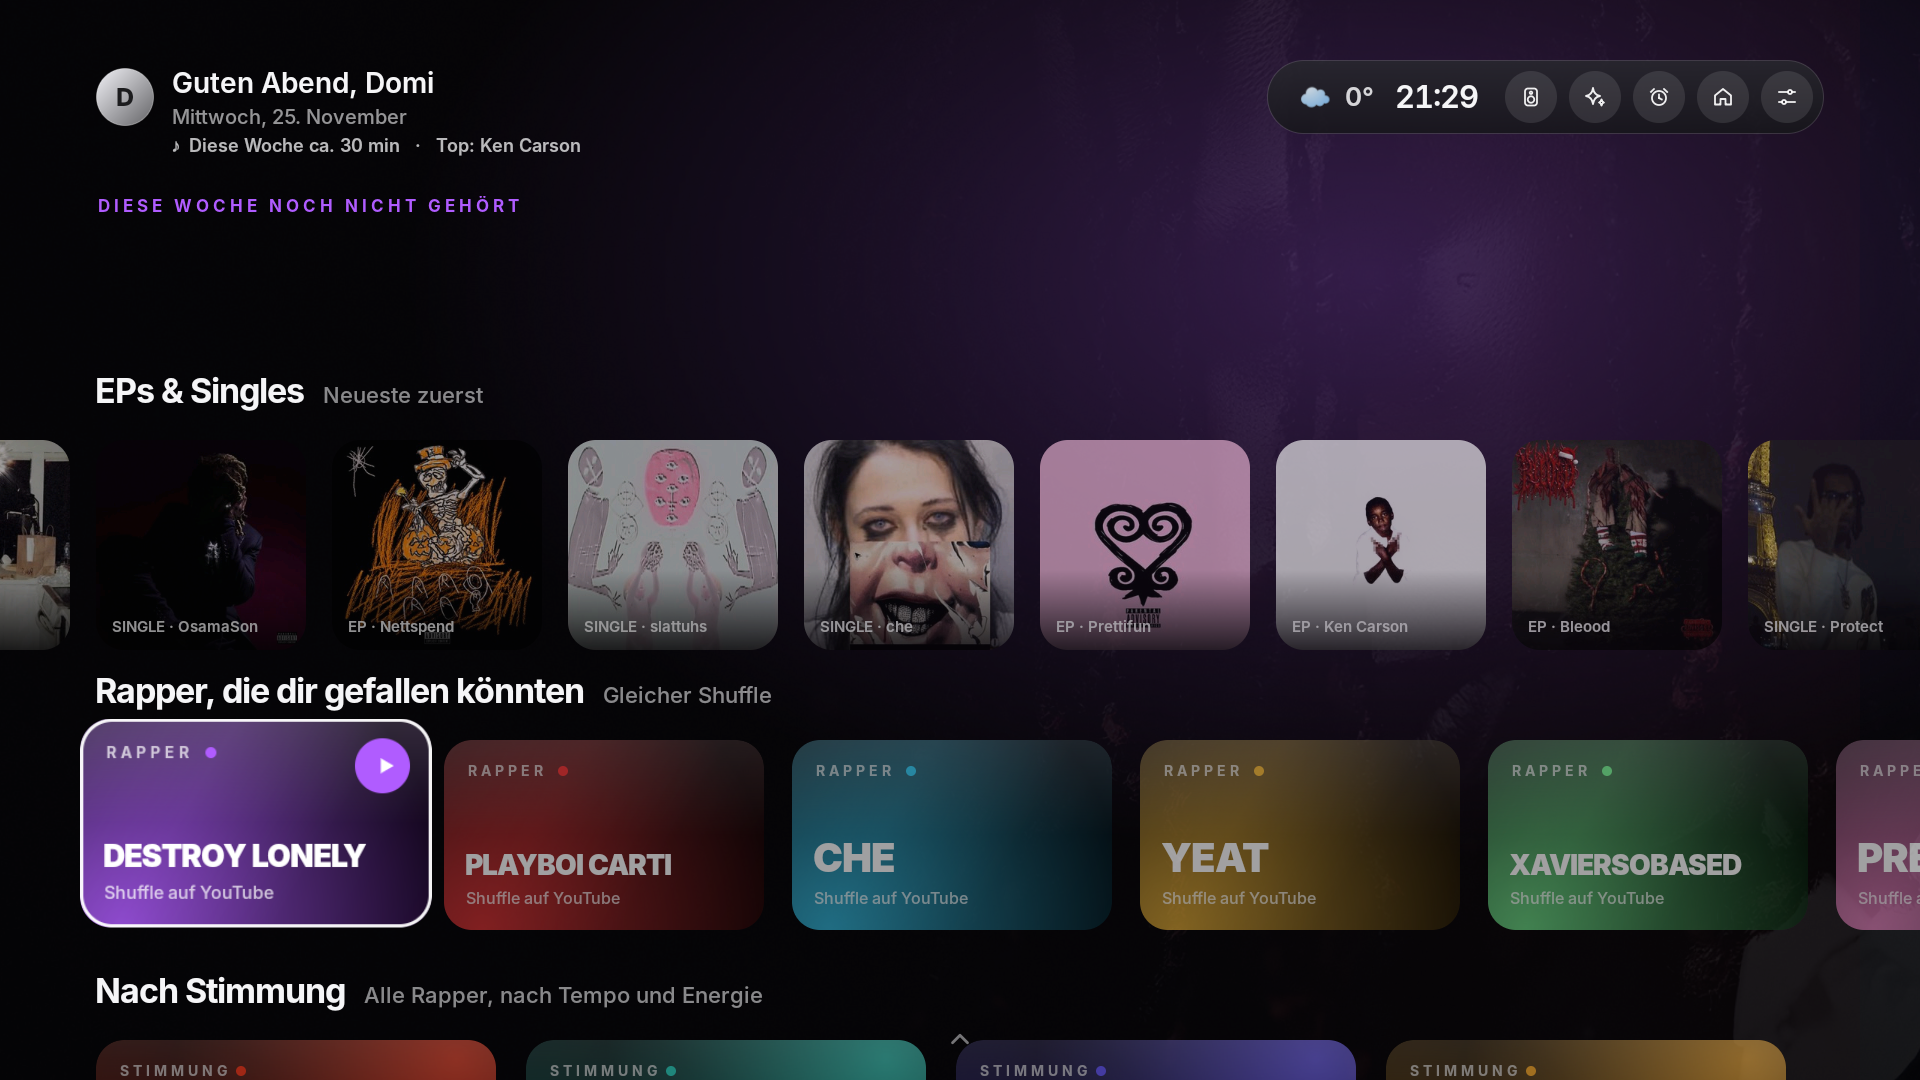 D
Guten Abend, Domi
Mittwoch, 25. November
♪ Diese Woche ca. 30 min · Top: Ken Carson
0° 21:29
DIESE WOCHE NOCH NICHT GEHÖRT
EPs & Singles Neueste zuerst
SINGLE · OsamaSon
EP · Nettspend
SINGLE · slattuhs
SINGLE · che
EP · Prettifun
EP · Ken Carson
EP · Bleood
SINGLE · Protect
Rapper, die dir gefallen könnten Gleicher Shuffle
RAPPER
DESTROY LONELY
Shuffle auf YouTube
RAPPER
PLAYBOI CARTI
Shuffle auf YouTube
RAPPER
CHE
Shuffle auf YouTube
RAPPER
YEAT
Shuffle auf YouTube
RAPPER
XAVIERSOBASED
Shuffle auf YouTube
RAPPE
PRE
Shuffle a
Nach Stimmung Alle Rapper, nach Tempo und Energie
STIMMUNG
STIMMUNG
STIMMUNG
STIMMUNG